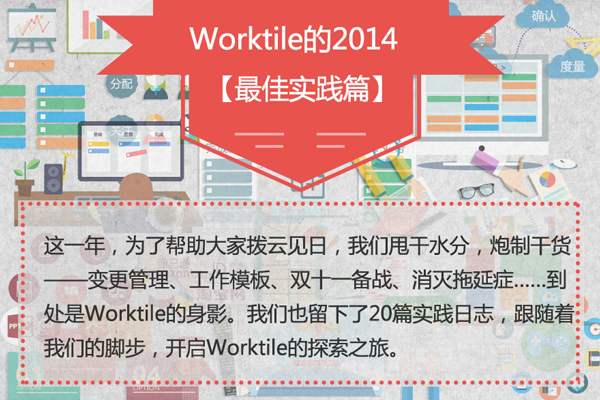 Worktile的2014
【最佳实践篇】
确认
度量
分配
这一年，为了帮助大家拨云见日，我们甩干水分，炮制干货
——变更管理、工作模板、双十一备战、消灭拖延症......到
处是Worktile的身影。我们也留下了20篇实践日志，跟随着
我们的脚步，开启Worktile的探索之旅。